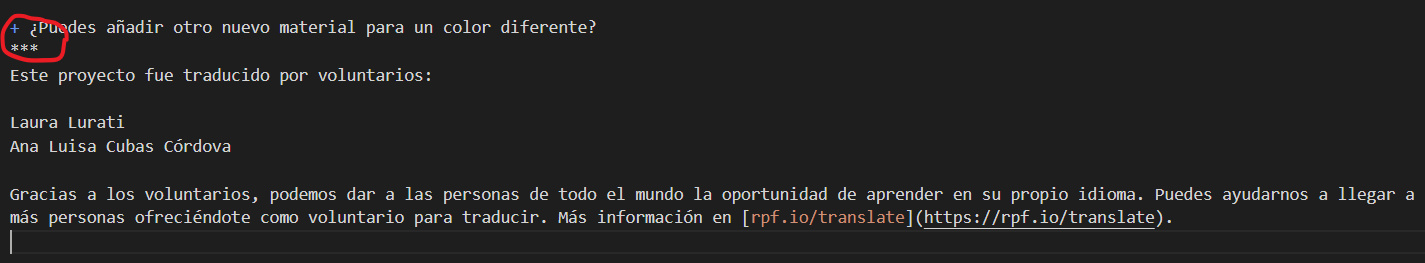 + ¿Puedes añadir otro nuevo material para un color diferente?
***
Este proyecto fue traducido por voluntarios:
Laura Lurati
Ana Luisa Cubas Córdova
Gracias a los voluntarios, podemos dar a las personas de todo el mundo la oportunidad de aprender en su propio idioma. Puedes ayudarnos a llegar a
más personas ofreciéndote como voluntario para traducir. Más información en [rpf.io/translate](https://rpf.io/translate).